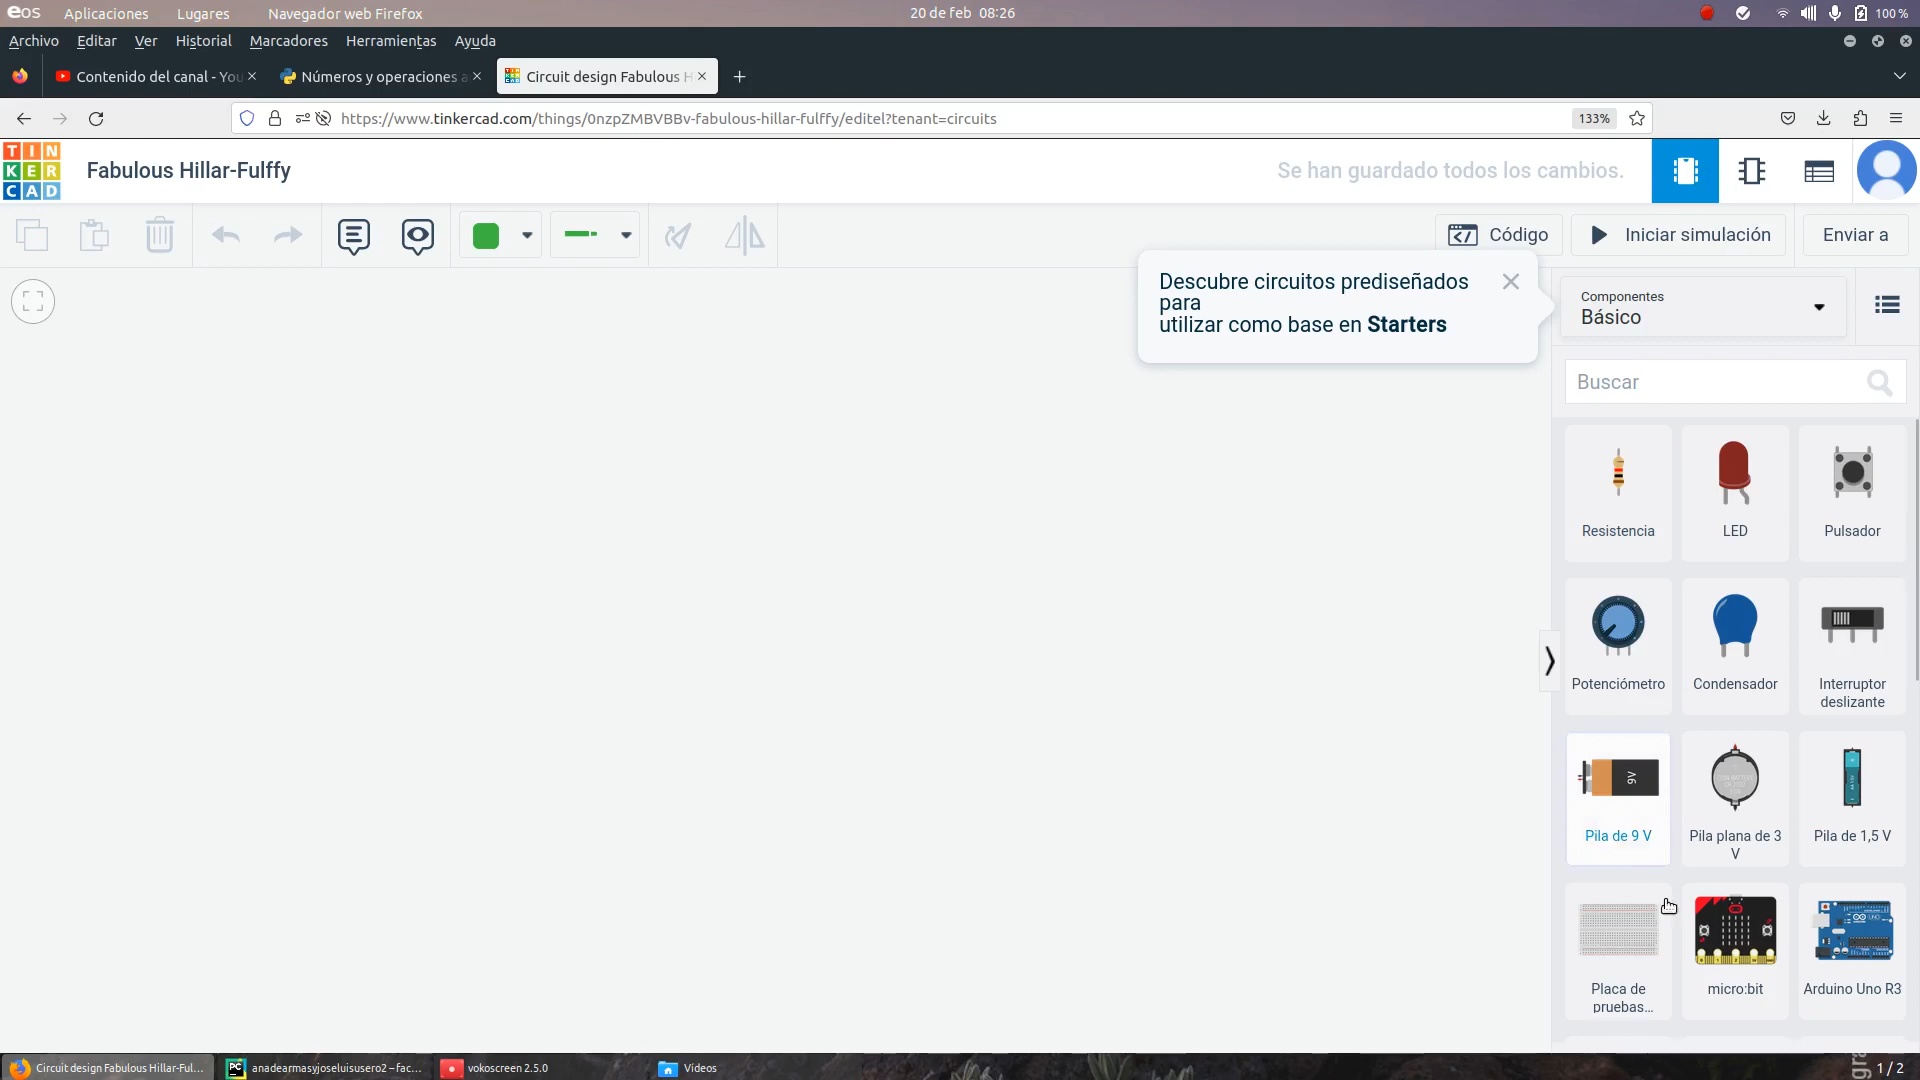 eos Aplicaciones Lugares Navegador web Firefox 20 de feb 08:26 100 %
Archivo Editar Ver Historial Marcadores Herramientas Ayuda
Contenido del canal - You
Números y operaciones a
Circuit design Fabulous H
https://www.tinkercad.com/things/0nzpZMBVBBv-fabulous-hillar-fulffy/editel?tenant=circuits 133%
TINKERCAD
Fabulous Hillar-Fulffy
Se han guardado todos los cambios.
Código
Iniciar simulación
Enviar a
Descubre circuitos prediseñados
para
utilizar como base en Starters
Componentes
Básico
Buscar
Resistencia LED Pulsador
Potenciómetro Condensador Interruptor
deslizante
9V
Pila de 9 V Pila plana de 3
V
Pila de 1,5 V
Placa de
pruebas...
micro:bit Arduino Uno R3
Circuit design Fabulous Hillar-Ful...
PC anadearmasyjoseluisusero2 – fac...
vokoscreen 2.5.0
Vídeos
1 / 2